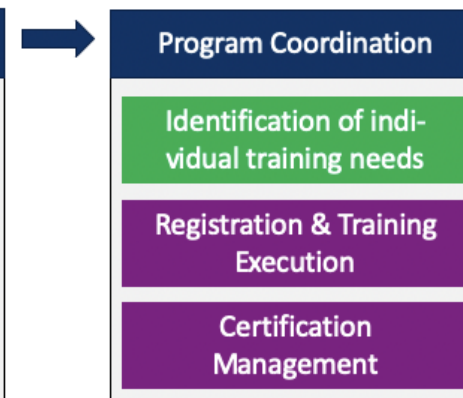 Program Coordination
Identification of indi-
vidual training needs
Registration & Training
Execution
Certification
Management